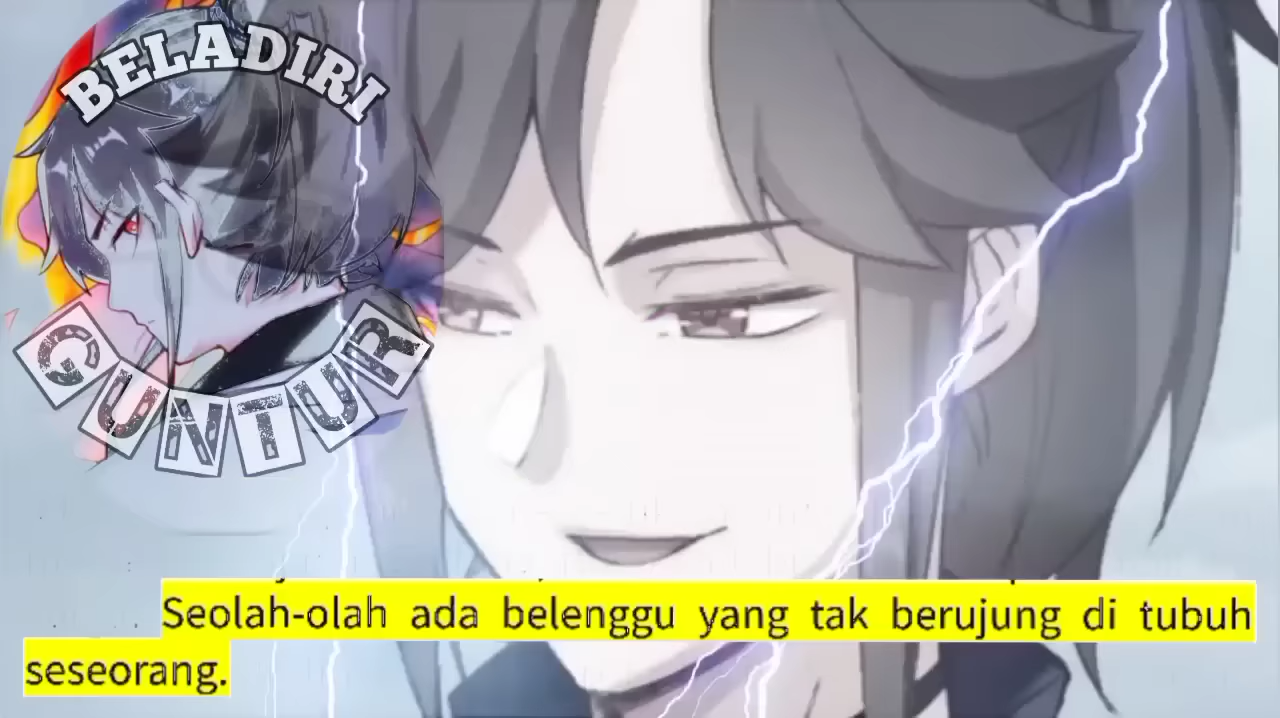 BELADIRI
GUNTUR
Seolah-olah ada belenggu yang tak berujung di tubuh
seseorang.